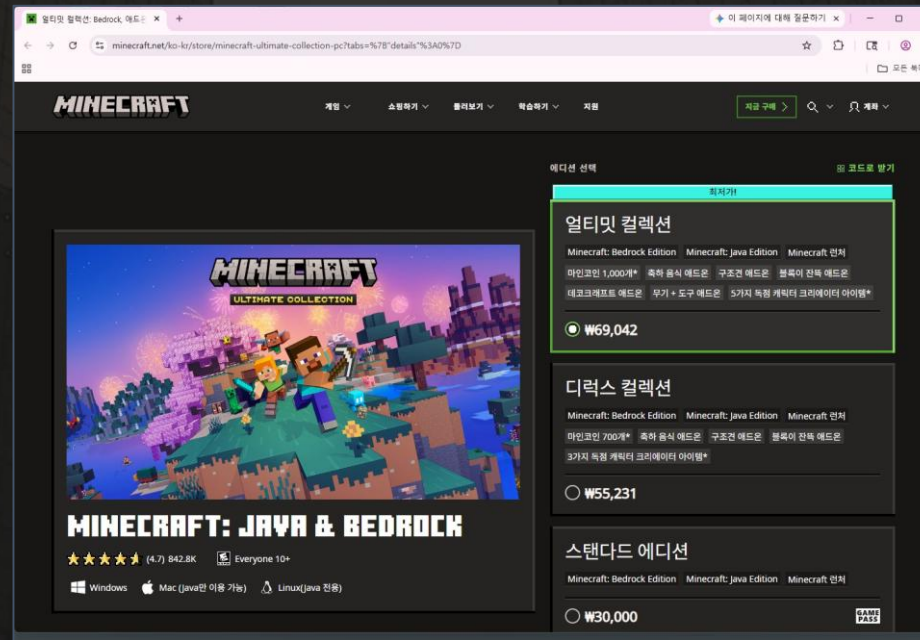 얼티밋 컬렉션: Bedrock, 애드온
이 페이지에 대해 질문하기
minecraft.net/ko-kr/store/minecraft-ultimate-collection-pc?tabs=%7B"details"%3A0%7D
모든 북
MINECRAFT
게임
쇼핑하기
둘러보기
학습하기
지원
지금 구매
계좌
에디션 선택
코드로 받기
최저가!
얼티밋 컬렉션
Minecraft: Bedrock Edition Minecraft: Java Edition Minecraft 런처
마인코인 1,000개* 축하 음식 애드온 구조건 애드온 블록이 잔뜩 애드온
데코크래프트 애드온 무기 + 도구 애드온 5가지 독점 캐릭터 크리에이터 아이템*
₩69,042
MINECRAFT
ULTIMATE COLLECTION
디럭스 컬렉션
Minecraft: Bedrock Edition Minecraft: Java Edition Minecraft 런처
마인코인 700개* 축하 음식 애드온 구조건 애드온 블록이 잔뜩 애드온
3가지 독점 캐릭터 크리에이터 아이템*
₩55,231
MINECRAFT: JAVA & BEDROCK
(4.7) 842.8K Everyone 10+
Windows Mac (Java만 이용 가능) Linux(Java 전용)
스탠다드 에디션
Minecraft: Bedrock Edition Minecraft: Java Edition Minecraft 런처
₩30,000
GAME PASS